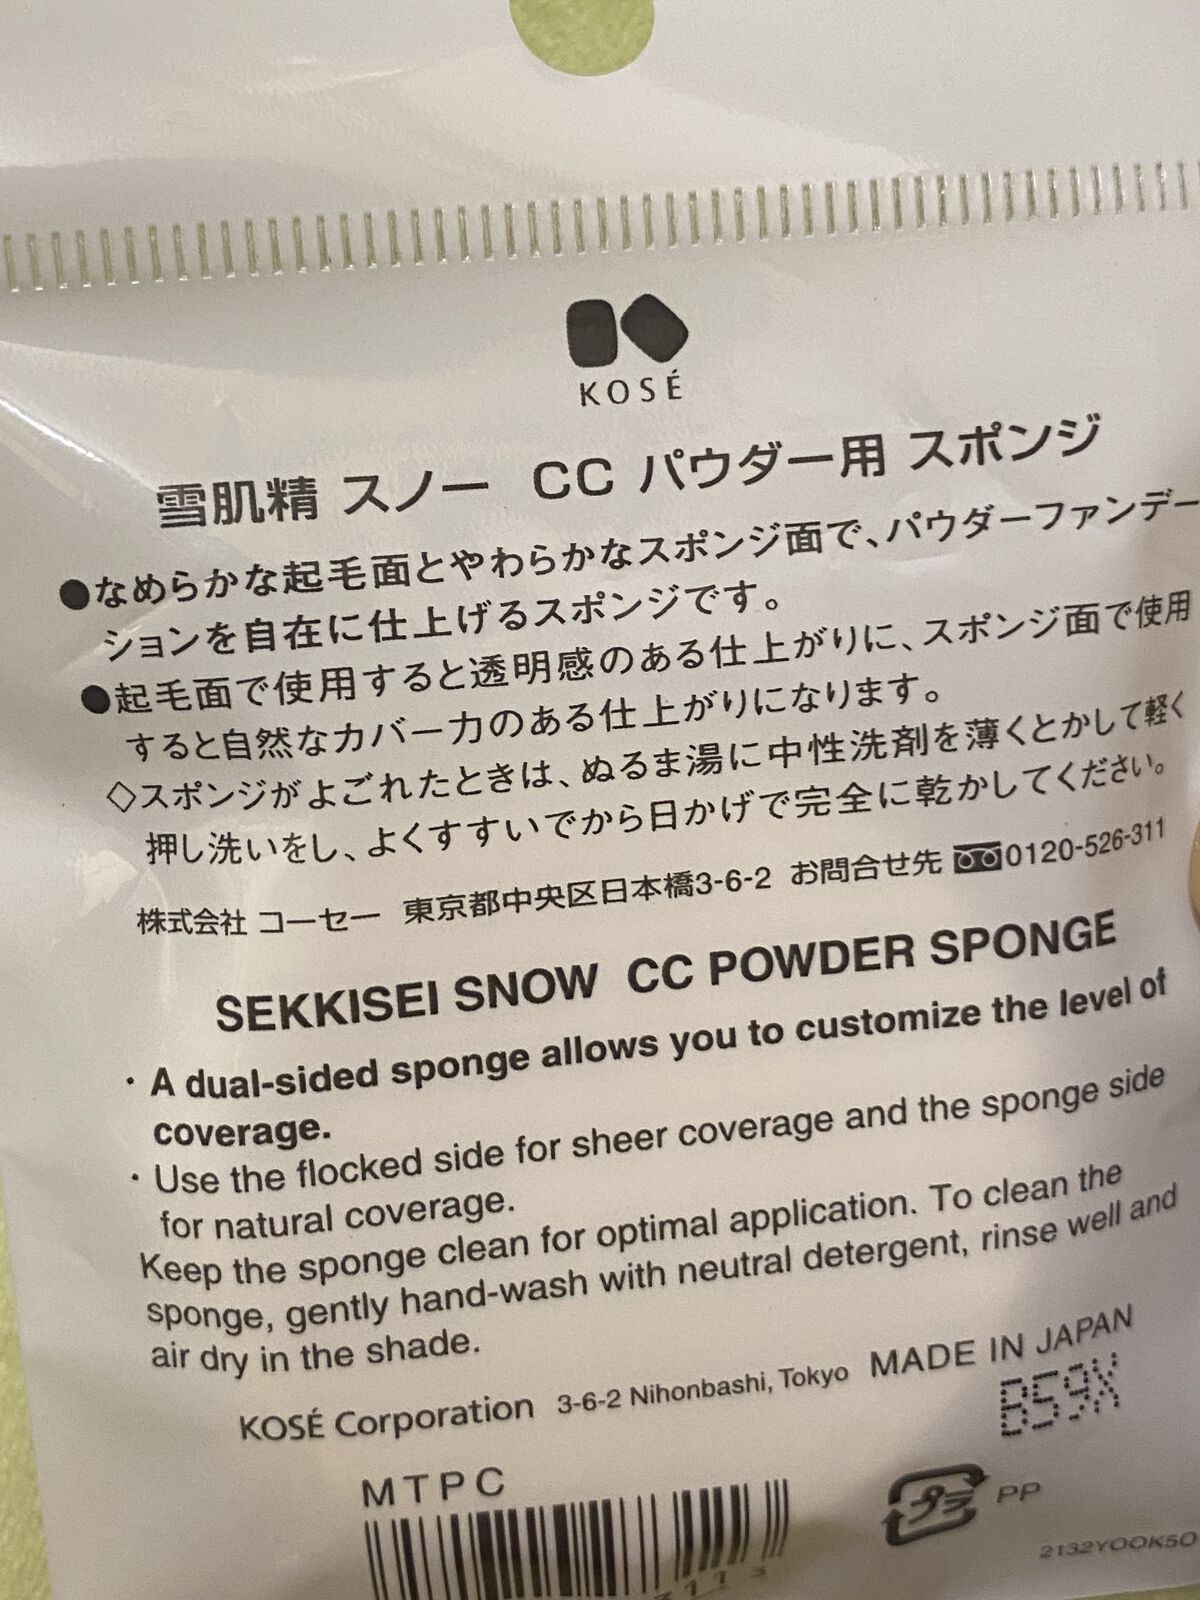 KOSÉ
雪肌精 スノー CC パウダー用 スポンジ
●なめらかな起毛面とやわらかなスポンジ面で、パウダーファンデー
ションを自在に仕上げるスポンジです。
●起毛面で使用すると透明感のある仕上がりに、スポンジ面で使用
すると自然なカバー力のある仕上がりになります。
◇スポンジがよごれたときは、ぬるま湯に中性洗剤を薄くとかして軽く
押し洗いをし、よくすすいでから日かげで完全に乾かしてください。
株式会社 コーセー 東京都中央区日本橋3-6-2 お問合せ先 0120-526-311
SEKKISEI SNOW CC POWDER SPONGE
・A dual-sided sponge allows you to customize the level of
coverage.
・Use the flocked side for sheer coverage and the sponge side
for natural coverage.
Keep the sponge clean for optimal application. To clean the
sponge, gently hand-wash with neutral detergent, rinse well and
air dry in the shade.
KOSÉ Corporation 3-6-2 Nihonbashi, Tokyo MADE IN JAPAN
B59X
MTPC
プラ PP
2132YOOK5O